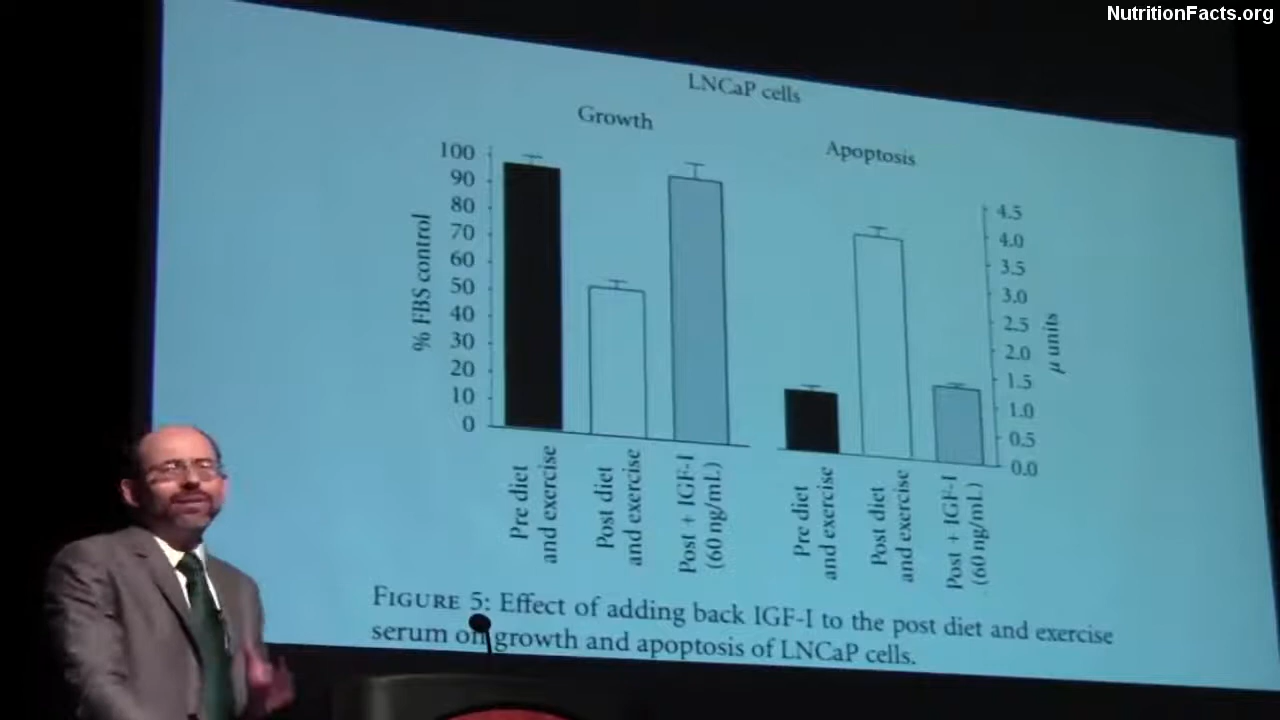 NutritionFacts.org
LNCaP cells
Growth
Apoptosis
% FBS control
100
90
80
70
60
50
40
30
20
10
0
4.5
4.0
3.5
3.0
2.5
2.0
1.5
1.0
0.5
0.0
μ units
Pre diet
and exercise
Post diet
and exercise
Post + IGF-I
(60 ng/mL)
Pre diet
and exercise
Post diet
and exercise
Post + IGF-I
(60 ng/mL)
FIGURE 5: Effect of adding back IGF-I to the post diet and exercise
serum on growth and apoptosis of LNCaP cells.